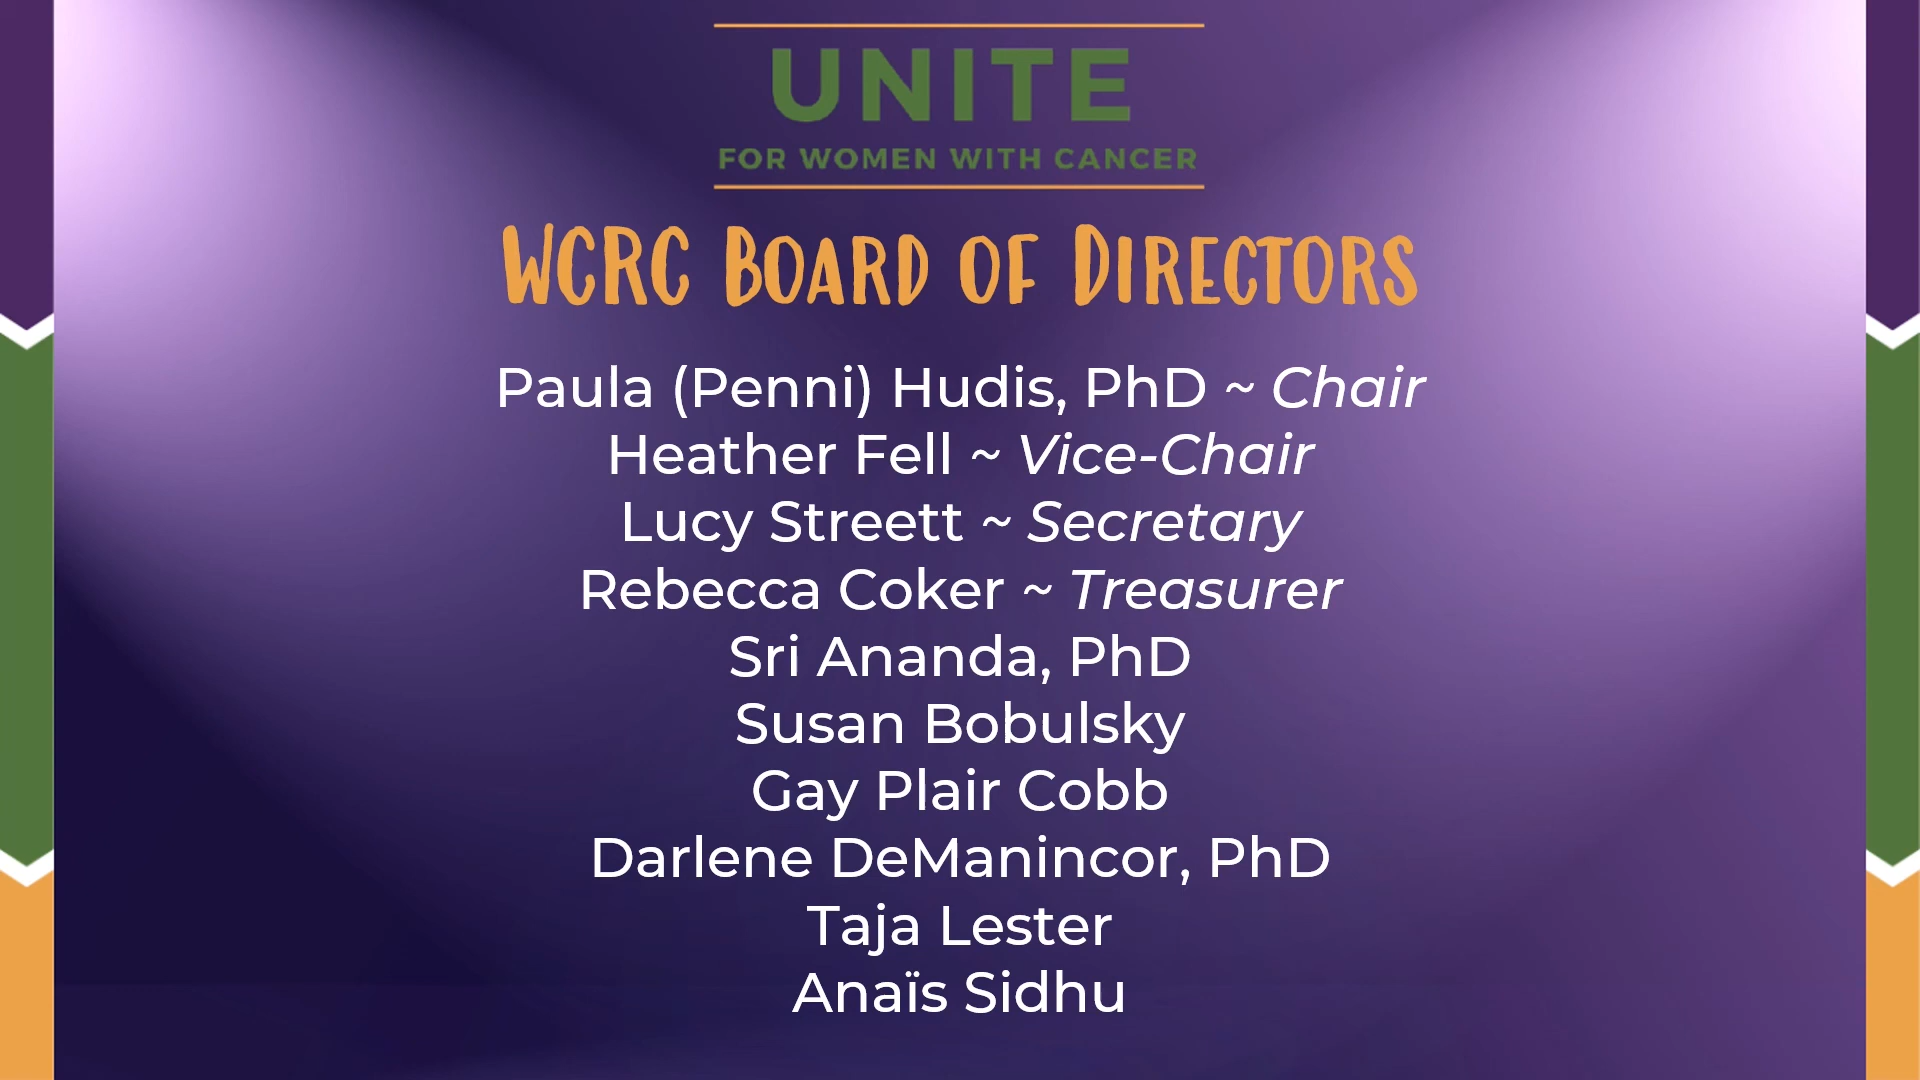 UNITE
FOR WOMEN WITH CANCER
WCRC BOARD OF DIRECTORS
Paula (Penni) Hudis, PhD ~ Chair
Heather Fell ~ Vice-Chair
Lucy Streett ~ Secretary
Rebecca Coker ~ Treasurer
Sri Ananda, PhD
Susan Bobulsky
Gay Plair Cobb
Darlene DeManincor, PhD
Taja Lester
Anaïs Sidhu